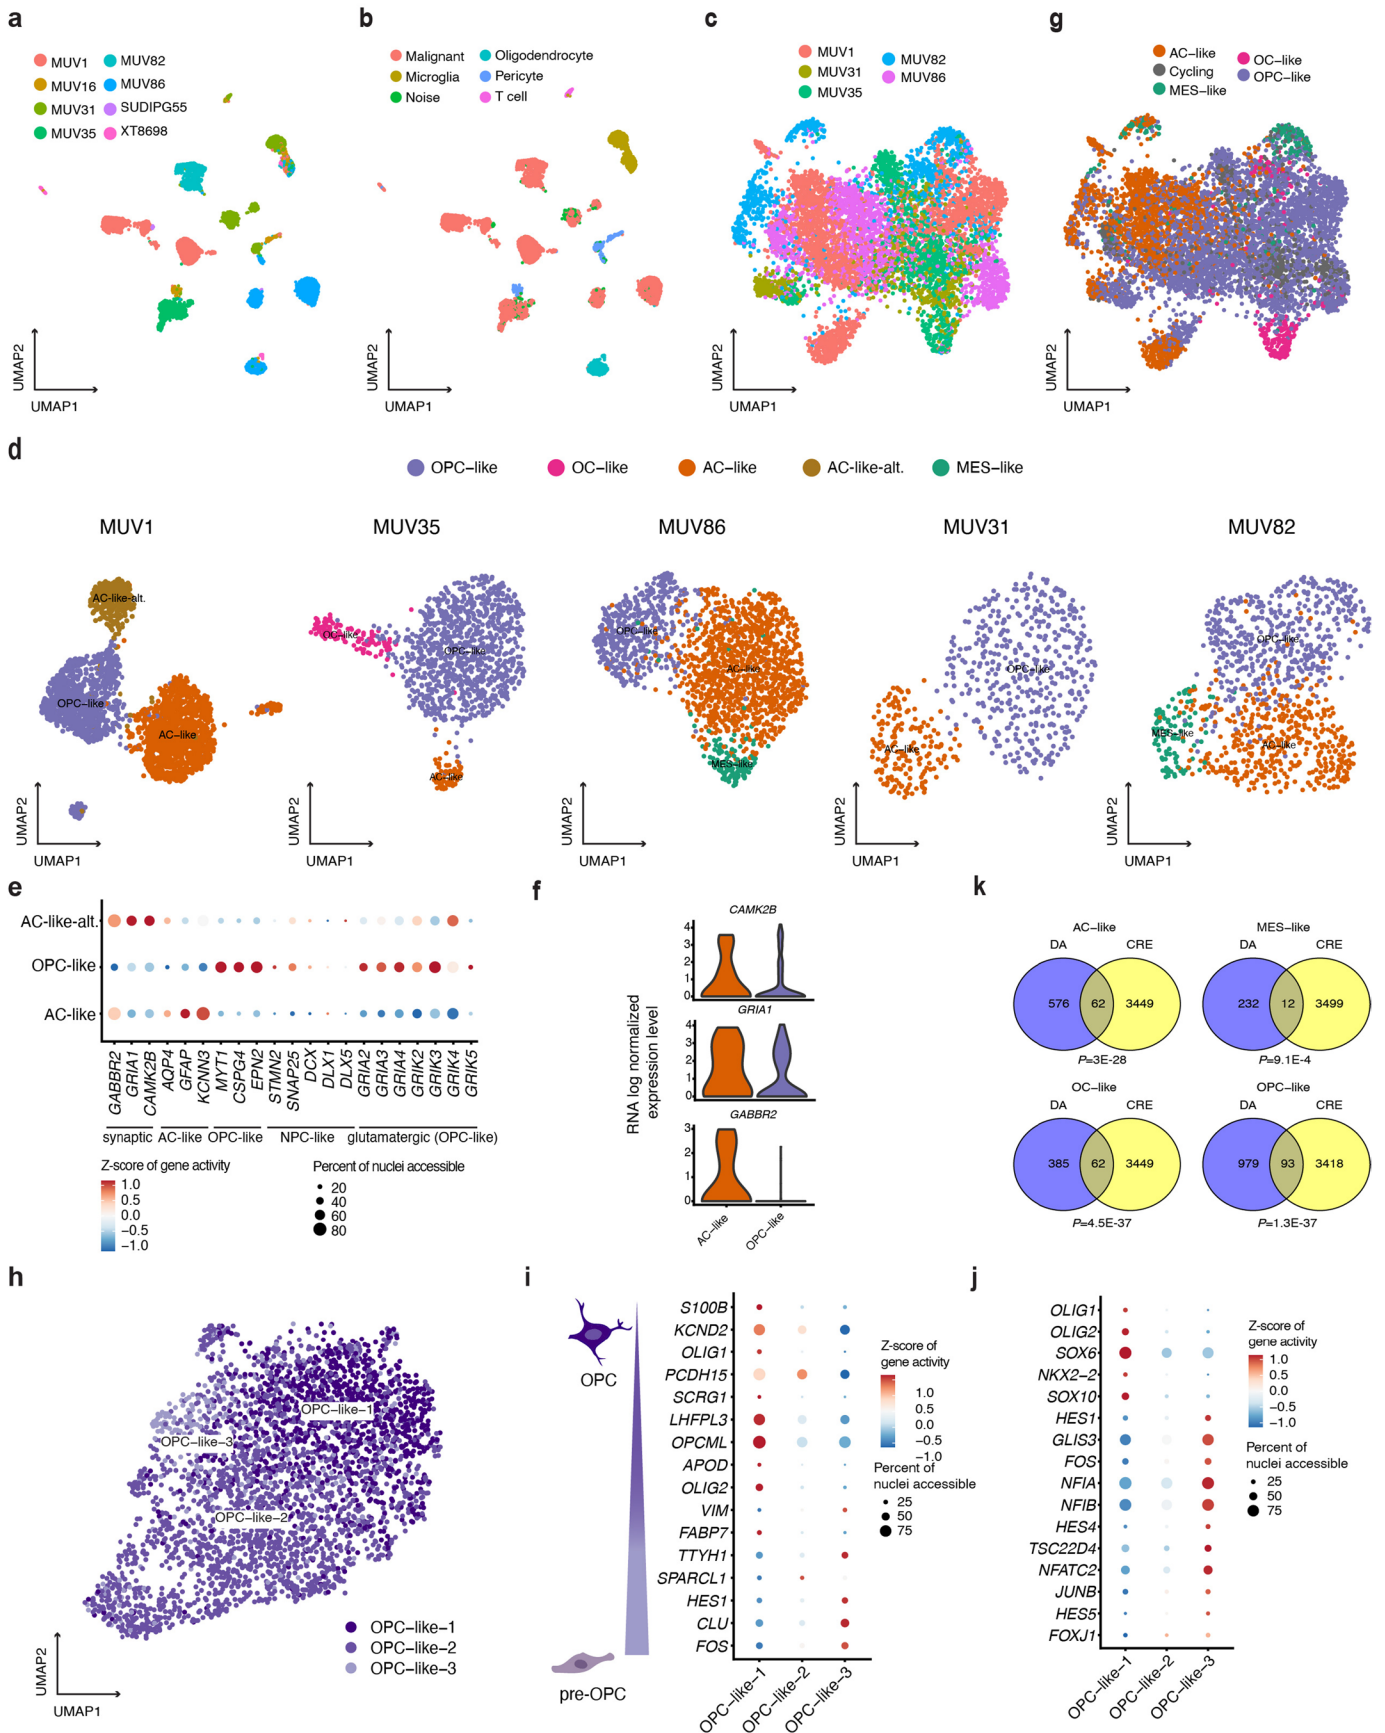 a
MUV1
MUV16
MUV31
MUV35
MUV82
MUV86
SUDIPG55
XT8698
UMAP2
UMAP1
b
Malignant
Microglia
Noise
Oligodendrocyte
Pericyte
T cell
UMAP2
UMAP1
c
MUV1
MUV31
MUV35
MUV82
MUV86
UMAP2
UMAP1
g
AC-like
Cycling
MES-like
OC-like
OPC-like
UMAP2
UMAP1
d
OPC-like
OC-like
AC-like
AC-like-alt.
MES-like
MUV1
AC-like-alt.
OPC-like
AC-like
UMAP2
UMAP1
MUV35
OC-like
OPC-like
AC-like
UMAP2
UMAP1
MUV86
OPC-like
AC-like
MES-like
UMAP2
UMAP1
MUV31
OPC-like
AC-like
UMAP2
UMAP1
MUV82
OPC-like
MES-like
AC-like
UMAP2
UMAP1
e
AC-like-alt.
OPC-like
AC-like
GABBR2
GRIA1
CAMK2B
AQP4
GFAP
KCNN3
MYT1
CSPG4
EPN2
STMN2
SNAP25
DCX
DLX1
DLX5
GRIA2
GRIA3
GRIA4
GRIK2
GRIK3
GRIK4
GRIK5
synaptic
AC-like
OPC-like
NPC-like
glutamatergic (OPC-like)
Z-score of gene activity
1.0
0.5
0.0
-0.5
-1.0
Percent of nuclei accessible
20
40
60
80
f
RNA log normalized
expression level
CAMK2B
4
3
2
1
0
GRIA1
4
3
2
1
0
GABBR2
3
2
1
0
AC-like
OPC-like
k
AC-like
DA
CRE
576
62
3449
P=3E-28
MES-like
DA
CRE
232
12
3499
P=9.1E-4
OC-like
DA
CRE
385
62
3449
P=4.5E-37
OPC-like
DA
CRE
979
93
3418
P=1.3E-37
h
OPC-like-1
OPC-like-3
OPC-like-2
OPC-like-1
OPC-like-2
OPC-like-3
UMAP2
UMAP1
i
OPC
pre-OPC
S100B
KCND2
OLIG1
PCDH15
SCRG1
LHFPL3
OPCML
APOD
OLIG2
VIM
FABP7
TTYH1
SPARCL1
HES1
CLU
FOS
OPC-like-1
OPC-like-2
OPC-like-3
Z-score of
gene activity
1.0
0.5
0.0
-0.5
-1.0
Percent of
nuclei accessible
25
50
75
j
OLIG1
OLIG2
SOX6
NKX2-2
SOX10
HES1
GLIS3
FOS
NFIA
NFIB
HES4
TSC22D4
NFATC2
JUNB
HES5
FOXJ1
OPC-like-1
OPC-like-2
OPC-like-3
Z-score of
gene activity
1.0
0.5
0.0
-0.5
-1.0
Percent of
nuclei accessible
25
50
75